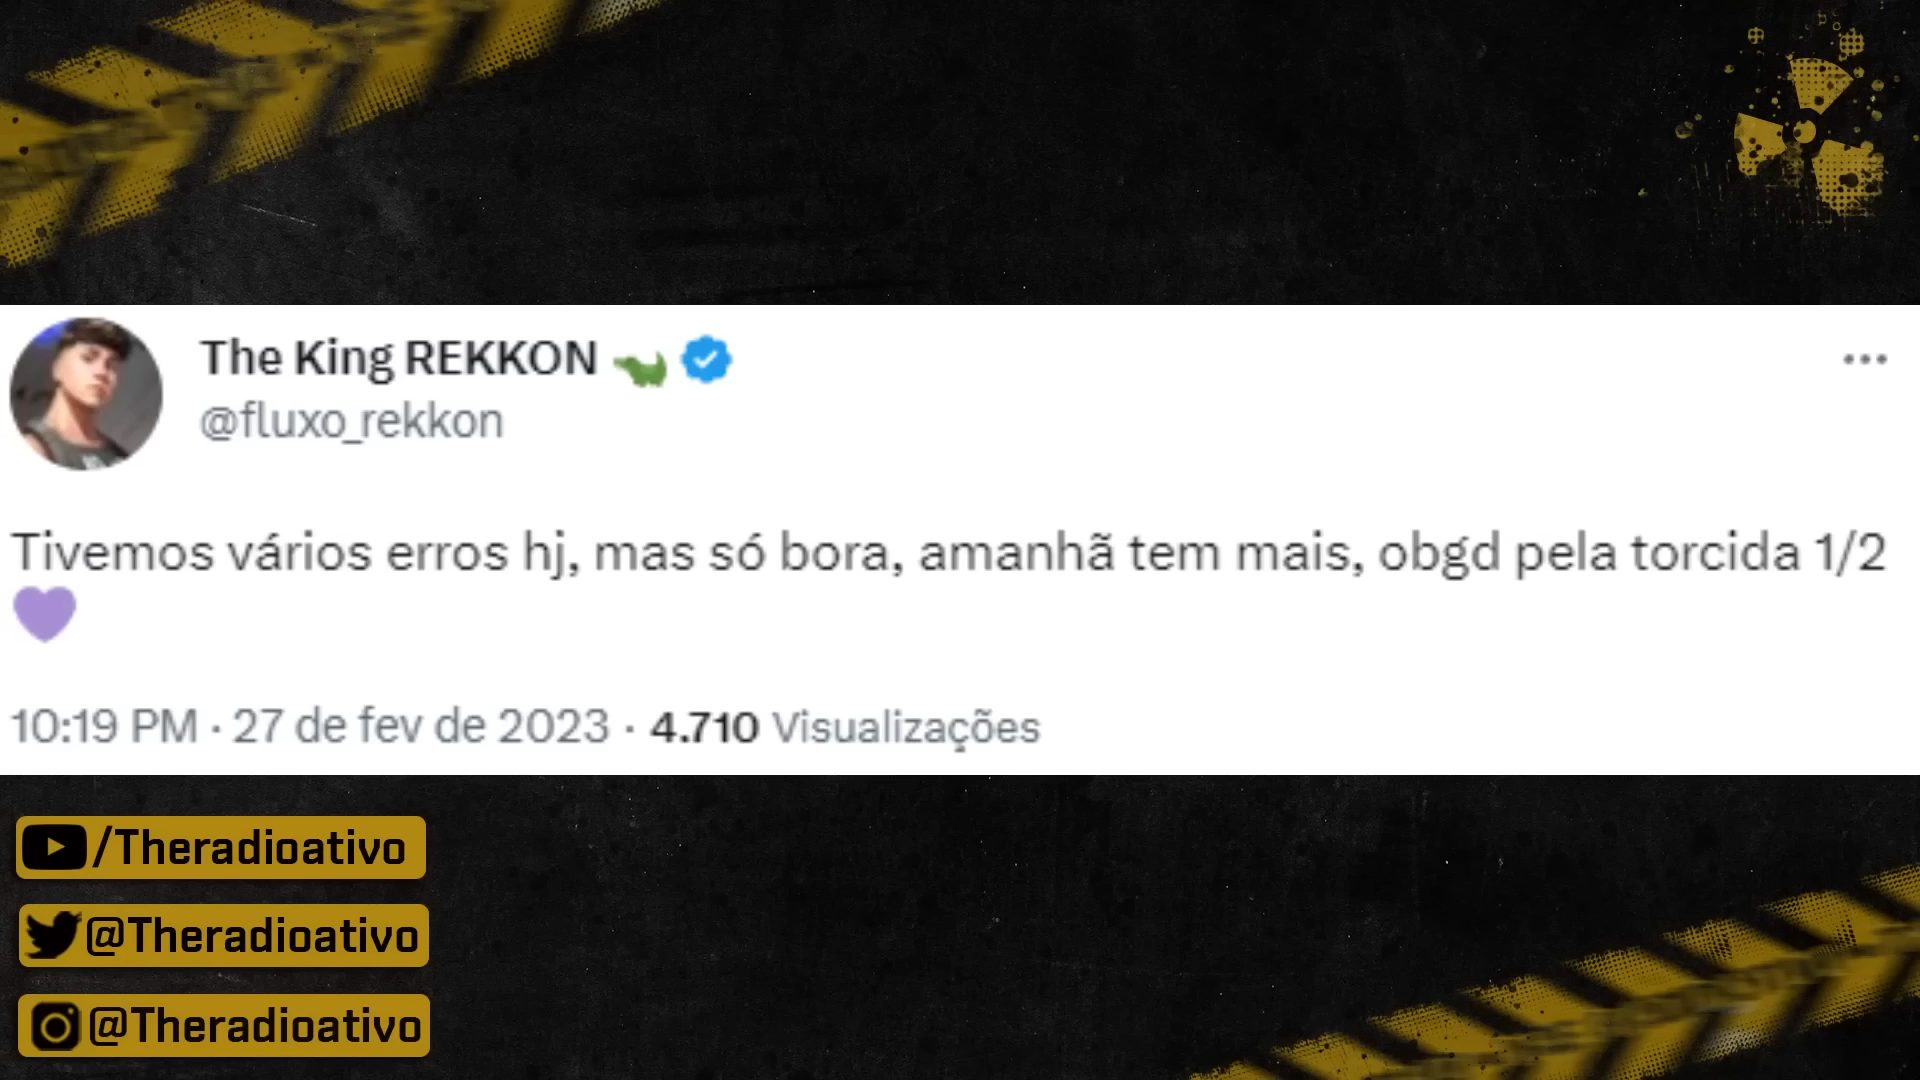 The King REKKON 🐊
@fluxo_rekkon
Tivemos vários erros hj, mas só bora, amanhã tem mais, obgd pela torcida 1/2
💜
10:19 PM · 27 de fev de 2023 · 4.710 Visualizações
/Theradioativo
@Theradioativo
@Theradioativo